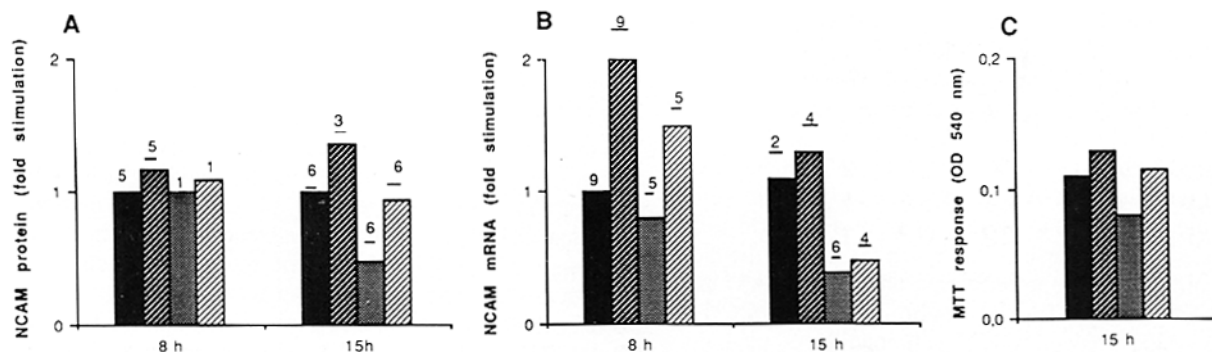 A
NCAM protein (fold stimulation)
2
1
0
5
5
1
1
6
3
6
6
8 h
15h
B
NCAM mRNA (fold stimulation)
2
1
0
9
9
5
5
2
4
6
4
8 h
15 h
C
MTT response (OD 540 nm)
0,2
0,1
0,0
15 h